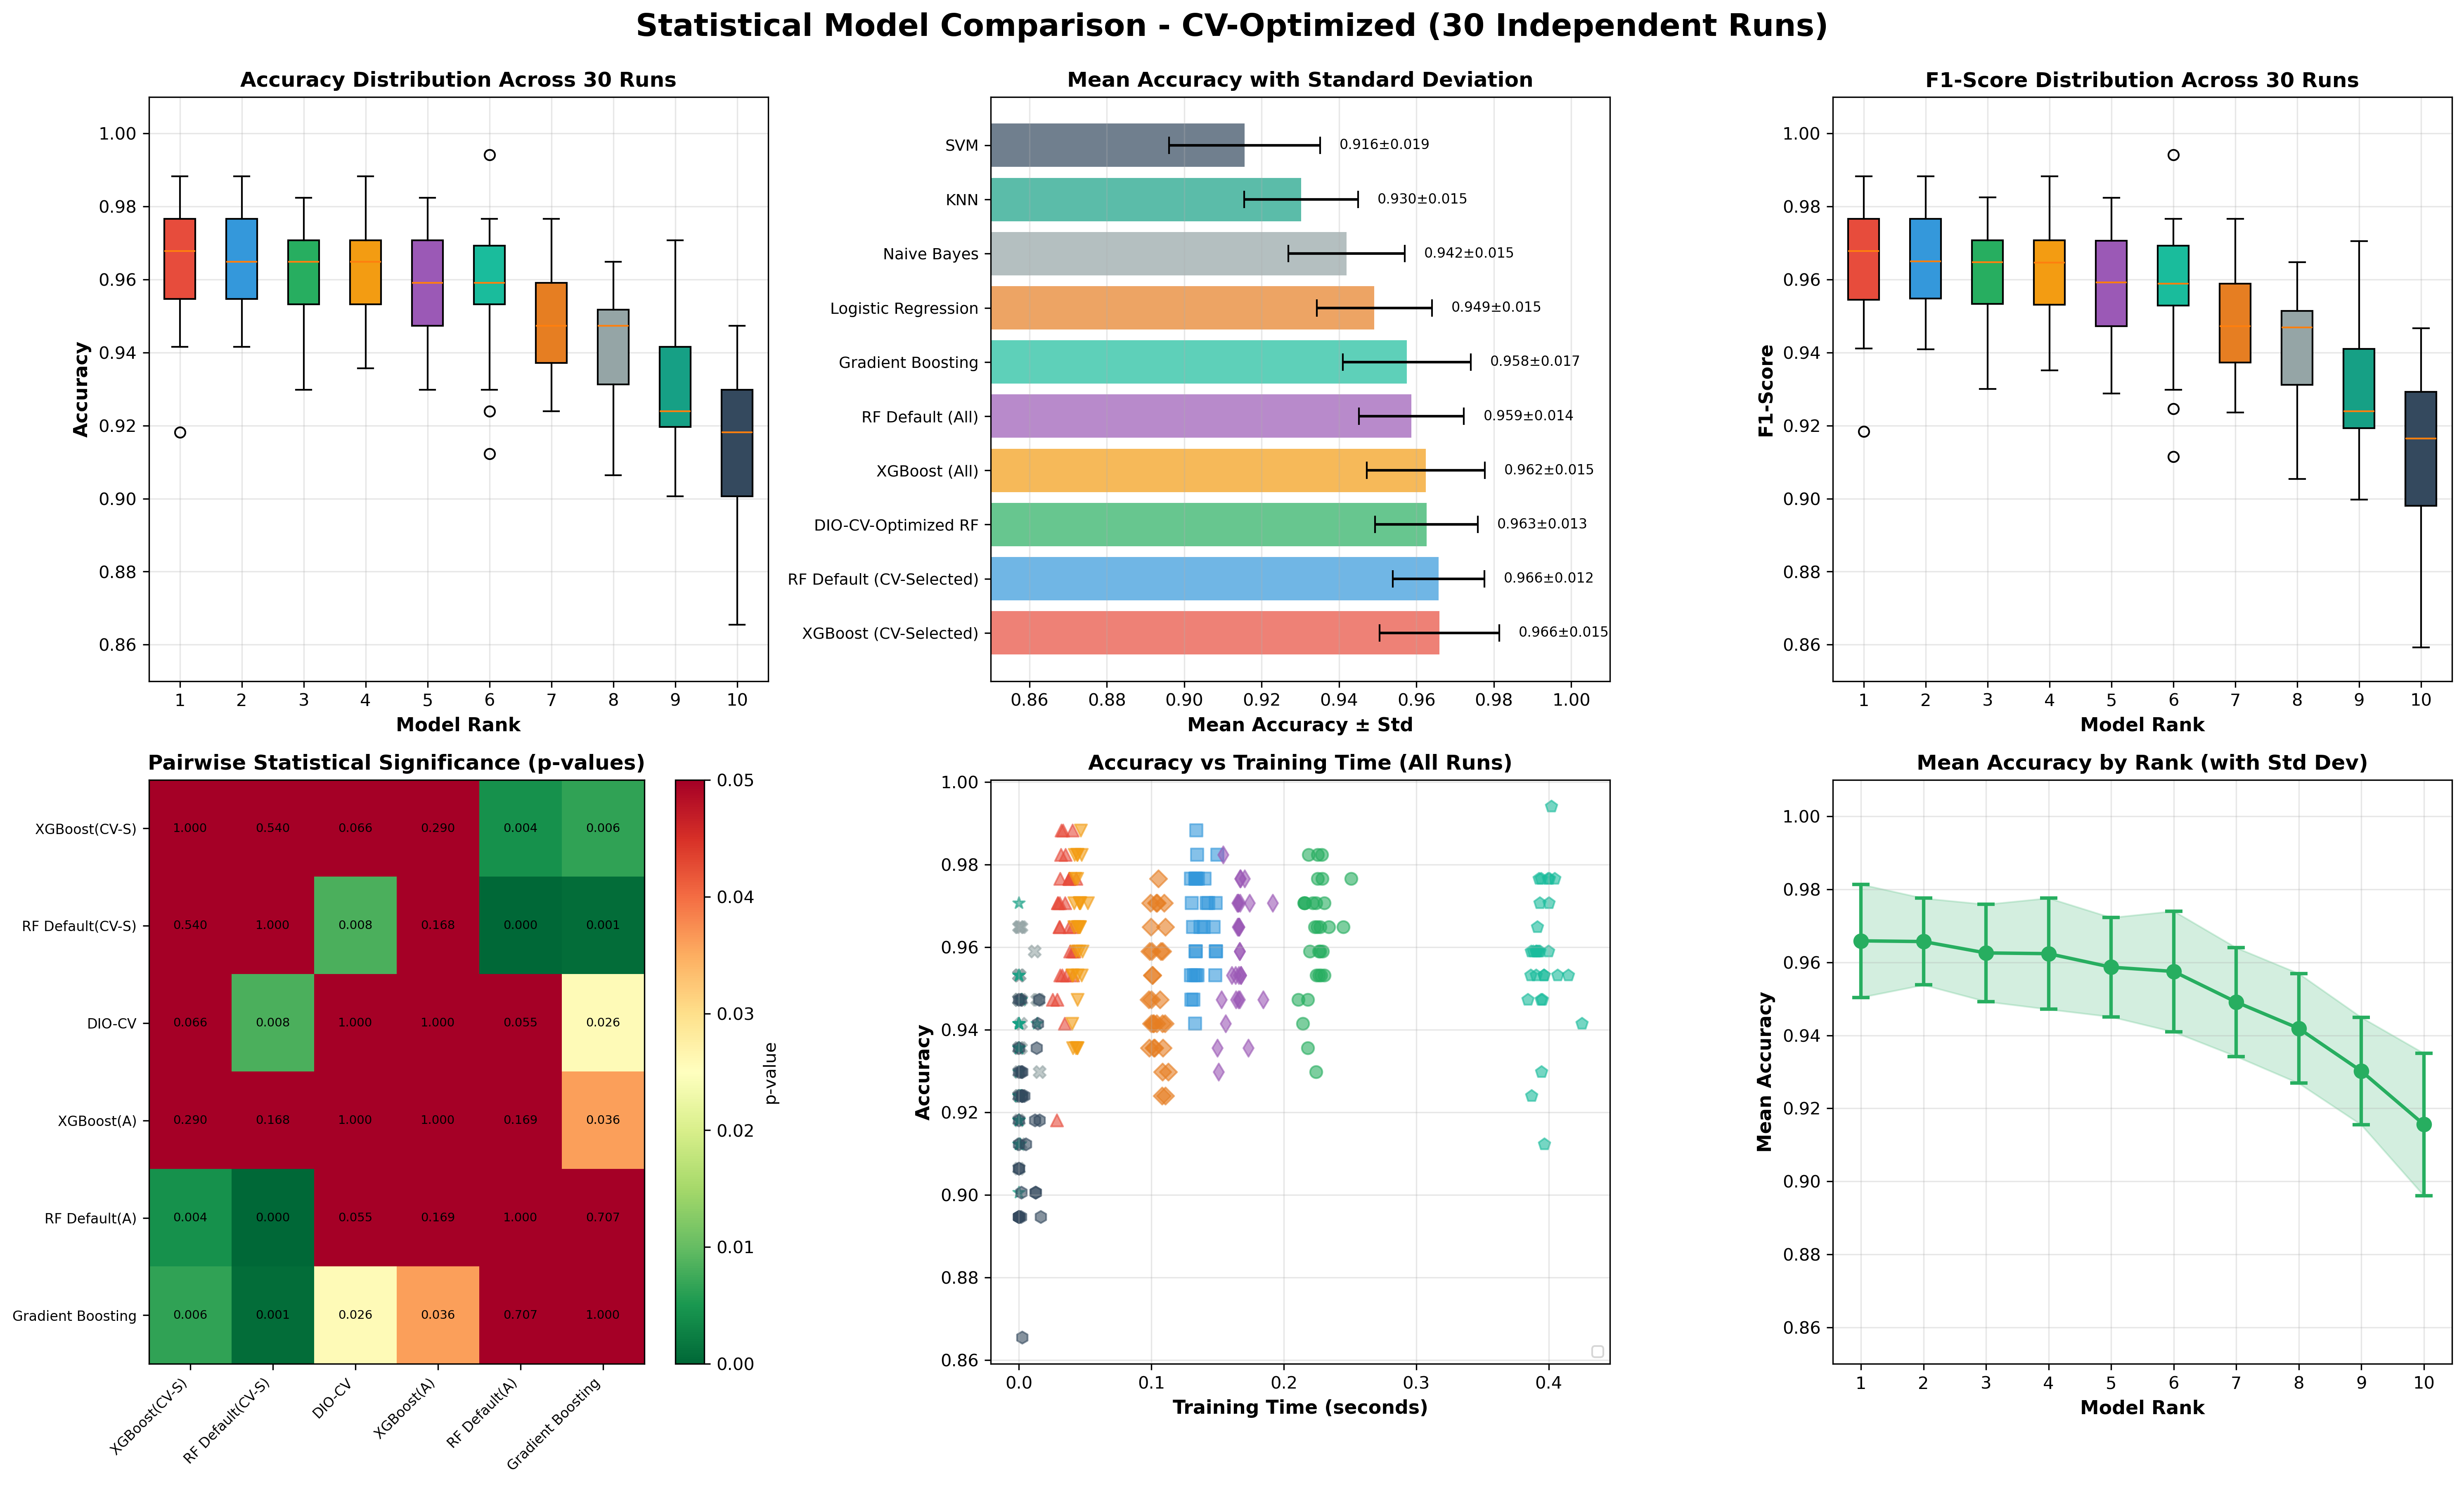 Statistical Model Comparison - CV-Optimized (30 Independent Runs)
Accuracy Distribution Across 30 Runs
Accuracy
1.00
0.98
0.96
0.94
0.92
0.90
0.88
0.86
1 2 3 4 5 6 7 8 9 10
Model Rank
Mean Accuracy with Standard Deviation
SVM 0.916±0.019
KNN 0.930±0.015
Naive Bayes 0.942±0.015
Logistic Regression 0.949±0.015
Gradient Boosting 0.958±0.017
RF Default (All) 0.959±0.014
XGBoost (All) 0.962±0.015
DIO-CV-Optimized RF 0.963±0.013
RF Default (CV-Selected) 0.966±0.012
XGBoost (CV-Selected) 0.966±0.015
0.86 0.88 0.90 0.92 0.94 0.96 0.98 1.00
Mean Accuracy ± Std
F1-Score Distribution Across 30 Runs
F1-Score
1.00
0.98
0.96
0.94
0.92
0.90
0.88
0.86
1 2 3 4 5 6 7 8 9 10
Model Rank
Pairwise Statistical Significance (p-values)
XGBoost(CV-S) 1.000 0.540 0.066 0.290 0.004 0.006
RF Default(CV-S) 0.540 1.000 0.008 0.168 0.000 0.001
DIO-CV 0.066 0.008 1.000 1.000 0.055 0.026
XGBoost(A) 0.290 0.168 1.000 1.000 0.169 0.036
RF Default(A) 0.004 0.000 0.055 0.169 1.000 0.707
Gradient Boosting 0.006 0.001 0.026 0.036 0.707 1.000
XGBoost(CV-S) RF Default(CV-S) DIO-CV XGBoost(A) RF Default(A) Gradient Boosting
0.05
0.04
0.03
0.02
0.01
0.00
p-value
Accuracy vs Training Time (All Runs)
Accuracy
1.00
0.98
0.96
0.94
0.92
0.90
0.88
0.86
0.0 0.1 0.2 0.3 0.4
Training Time (seconds)
Mean Accuracy by Rank (with Std Dev)
Mean Accuracy
1.00
0.98
0.96
0.94
0.92
0.90
0.88
0.86
1 2 3 4 5 6 7 8 9 10
Model Rank